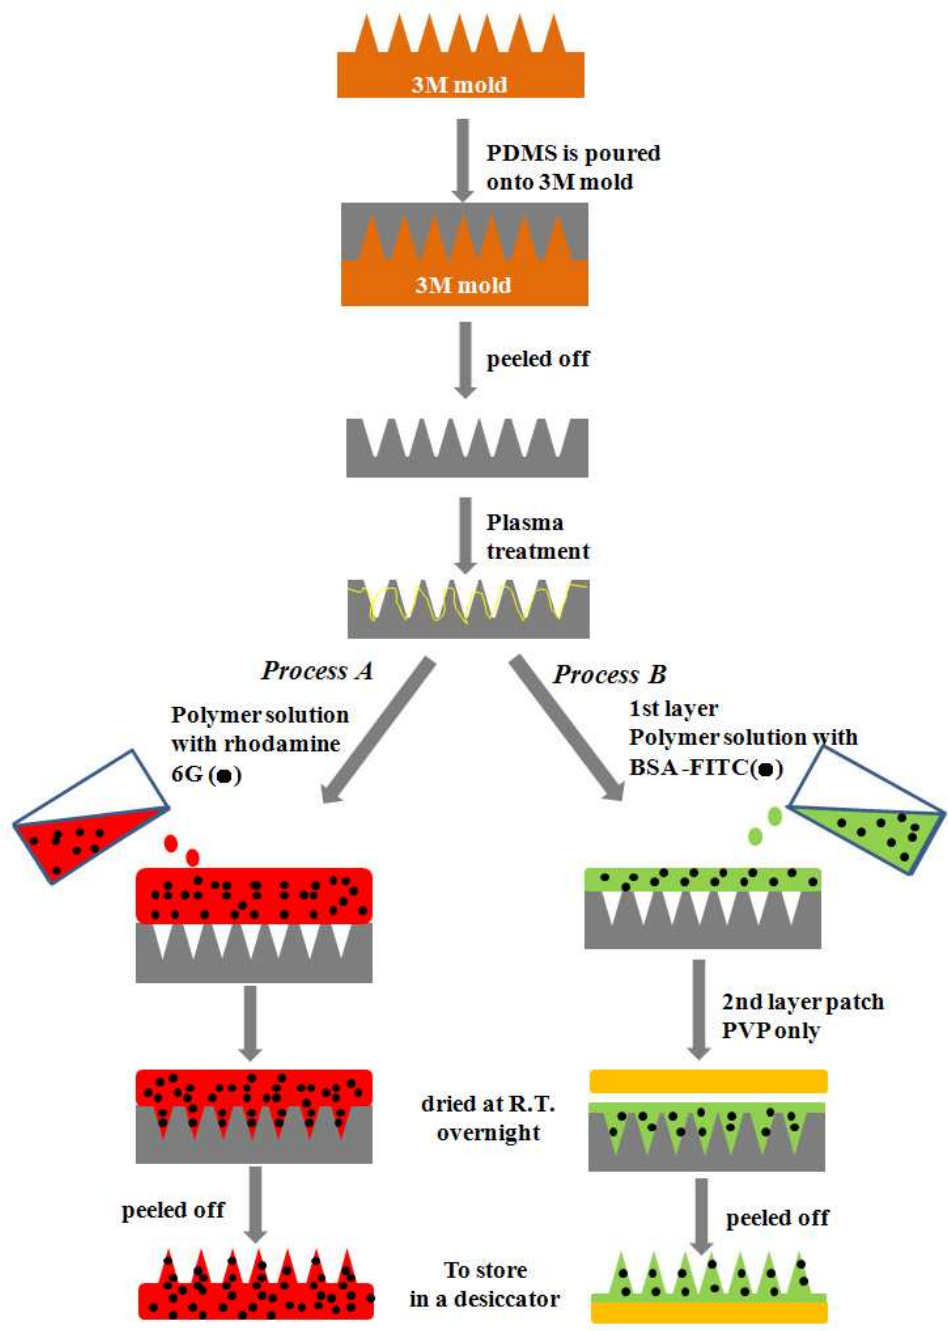 3M mold
PDMS is poured
onto 3M mold
3M mold
peeled off
Plasma
treatment
Process A
Polymer solution
with rhodamine
6G (●)
Process B
1st layer
Polymer solution with
BSA-FITC(●)
2nd layer patch
PVP only
dried at R.T.
overnight
peeled off
peeled off
To store
in a desiccator